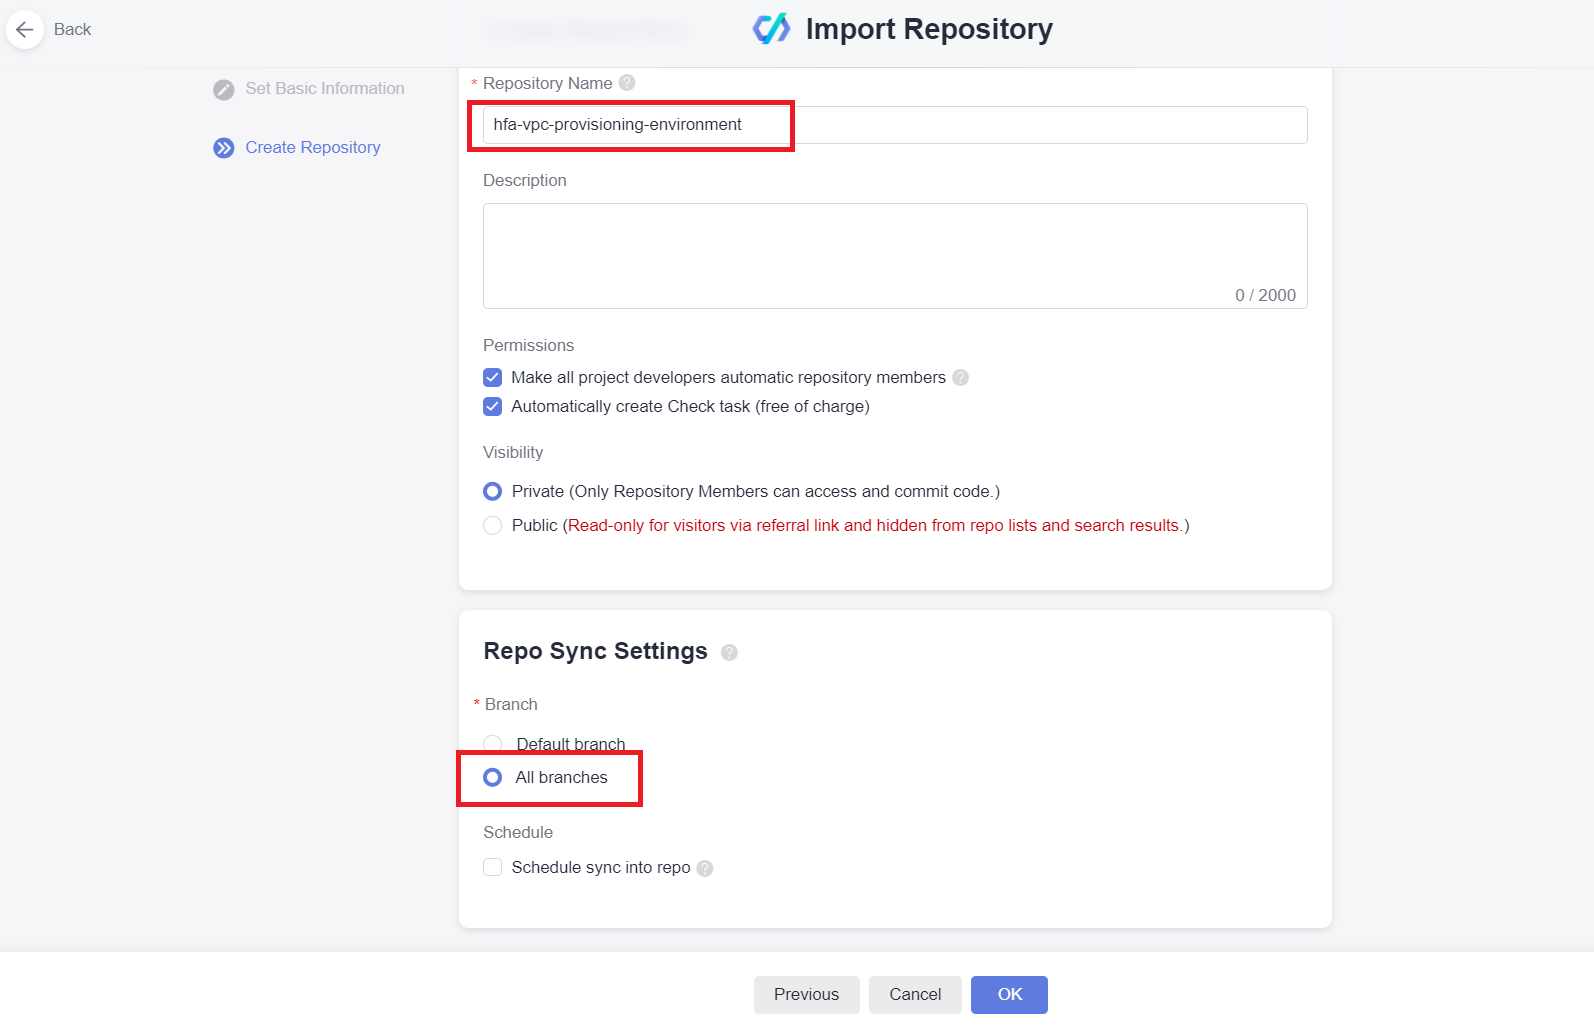 Back
Import Repository
Set Basic Information
Create Repository
* Repository Name ?
hfa-vpc-provisioning-environment
Description
0 / 2000
Permissions
Make all project developers automatic repository members ?
Automatically create Check task (free of charge)
Visibility
Private (Only Repository Members can access and commit code.)
Public (Read-only for visitors via referral link and hidden from repo lists and search results.)
Repo Sync Settings ?
* Branch
Default branch
All branches
Schedule
Schedule sync into repo ?
Previous
Cancel
OK